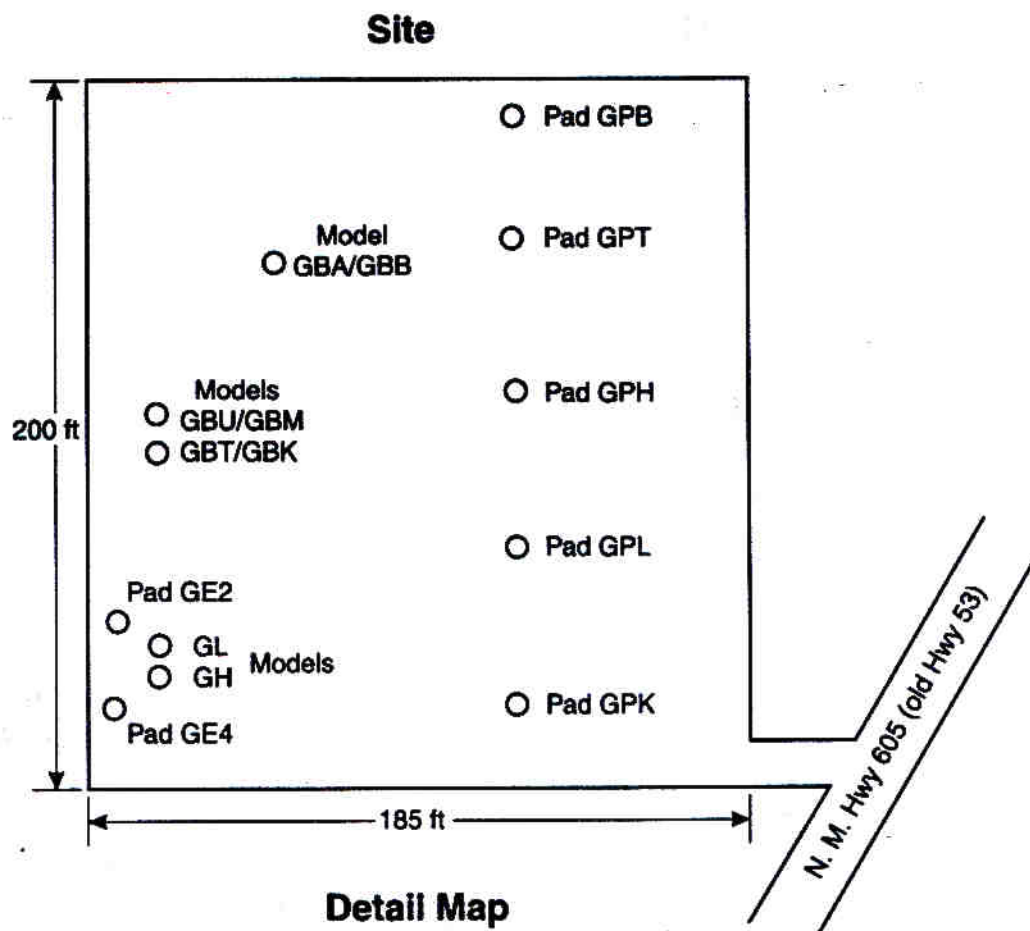 Site
Pad GPB
Pad GPT
Model
GBA/GBB
Pad GPH
Models
GBU/GBM
GBT/GBK
200 ft
Pad GPL
Pad GE2
GL
GH
Models
Pad GPK
Pad GE4
N. M. Hwy 605 (old Hwy 53)
185 ft
Detail Map